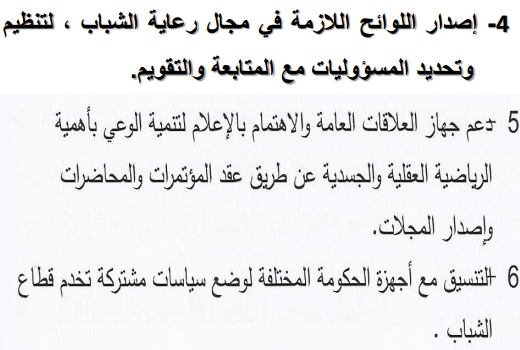 4- إصدار اللوائح اللازمة في مجال رعاية الشباب ، لتنظيم
وتحديد المسؤوليات مع المتابعة والتقويم.
5 -دعم جهاز العلاقات العامة والاهتمام بالإعلام لتنمية الوعي بأهمية
الرياضية العقلية والجسدية عن طريق عقد المؤتمرات والمحاضرات
وإصدار المجلات.
6 -التنسيق مع أجهزة الحكومة المختلفة لوضع سياسات مشتركة تخدم قطاع
الشباب .